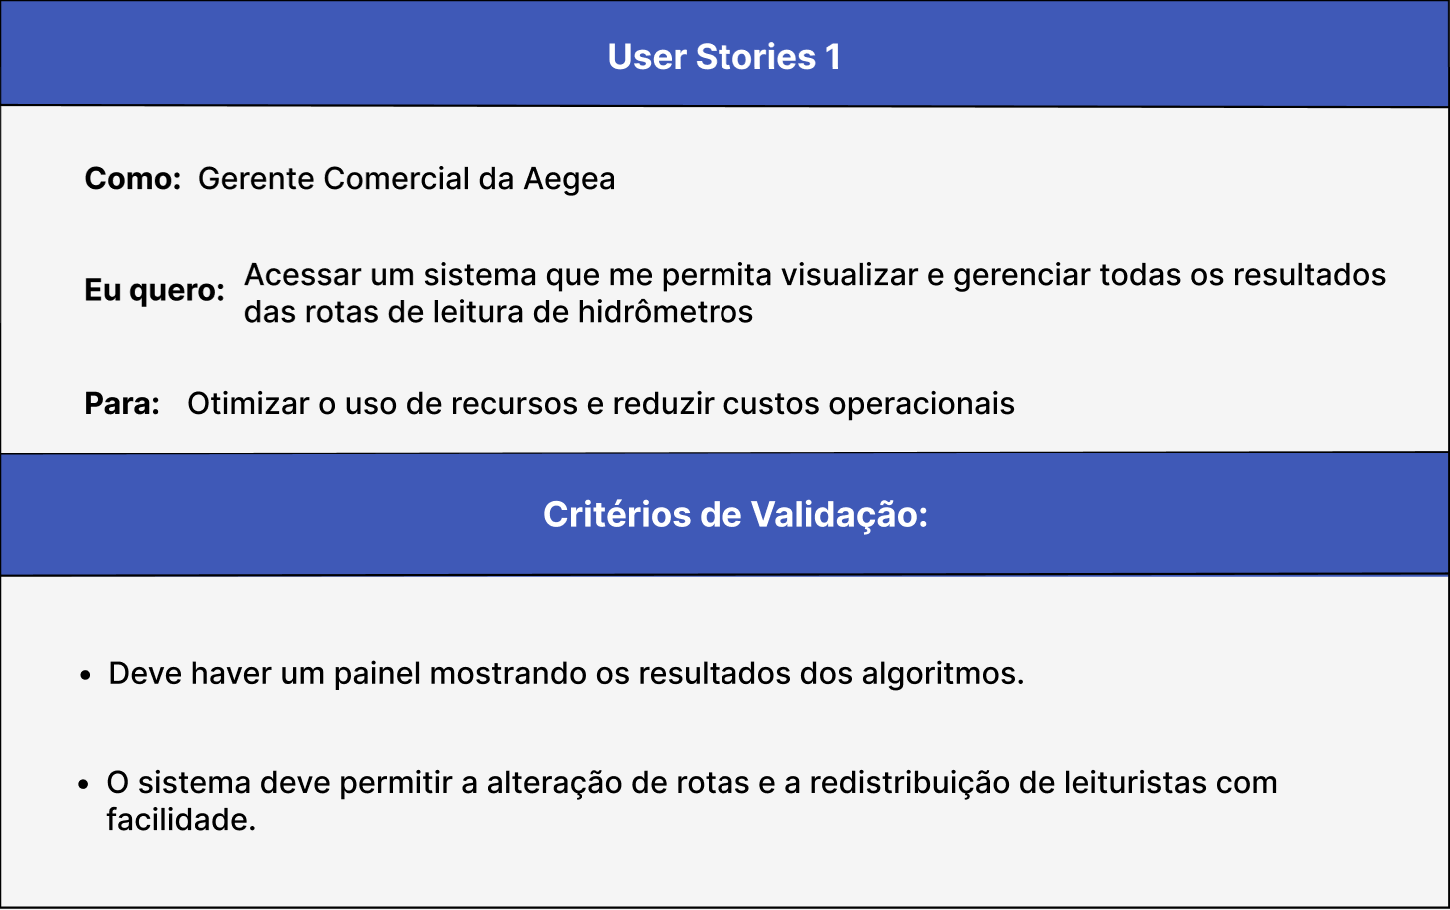 User Stories 1
Como: Gerente Comercial da Aegea
Eu quero: Acessar um sistema que me permita visualizar e gerenciar todas os resultados
das rotas de leitura de hidrômetros
Para: Otimizar o uso de recursos e reduzir custos operacionais
Critérios de Validação:
• Deve haver um painel mostrando os resultados dos algoritmos.
• O sistema deve permitir a alteração de rotas e a redistribuição de leituristas com
facilidade.